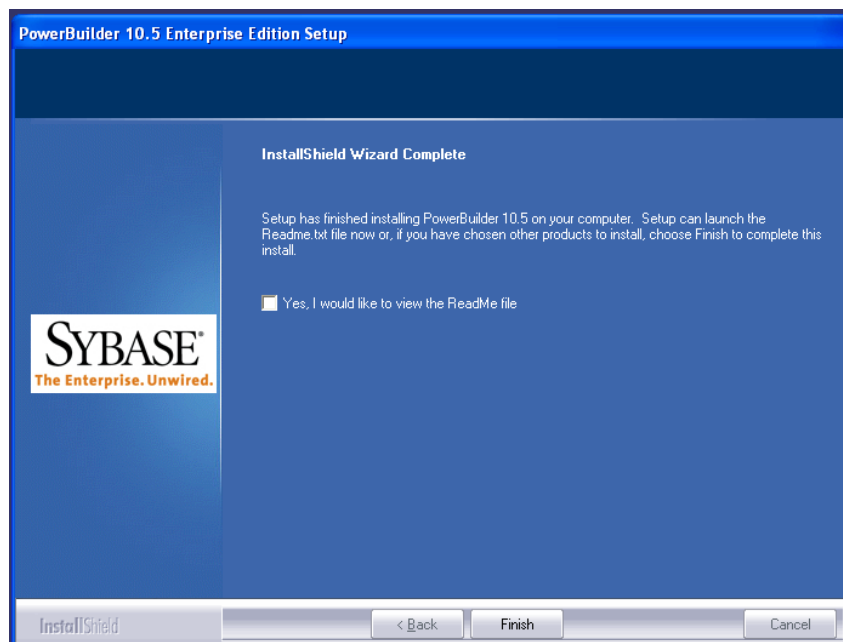 PowerBuilder 10.5 Enterprise Edition Setup
InstallShield Wizard Complete
Setup has finished installing PowerBuilder 10.5 on your computer. Setup can launch the
Readme.txt file now or, if you have chosen other products to install, choose Finish to complete this
install.
Yes, I would like to view the ReadMe file
SYBASE®
The Enterprise. Unwired.
InstallShield
< Back
Finish
Cancel